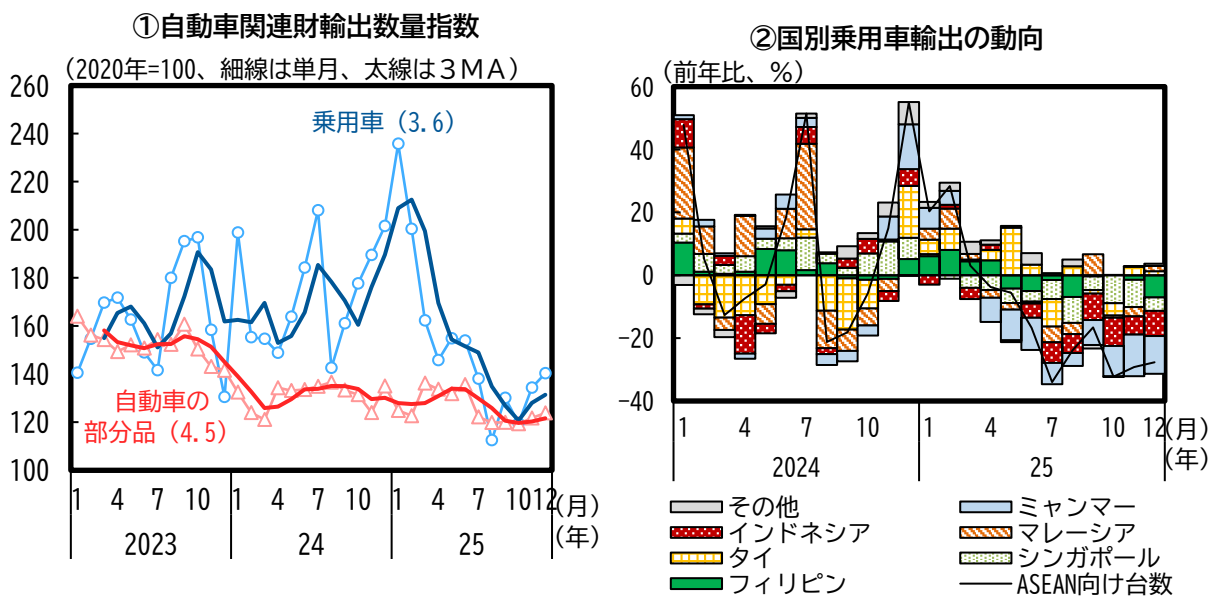 ①自動車関連財輸出数量指数
（2020年=100、細線は単月、太線は３ＭＡ）
260
240
220
200
180
160
140
120
100
乗用車（3.6）
自動車の
部分品（4.5）
1 4 7 10 1 4 7 10 1 4 7 1012(月)
2023 24 25 (年)
②国別乗用車輸出の動向
（前年比、％）
60
40
20
0
-20
-40
1 4 7 10 1 4 7 10 12(月)
2024 25 (年)
その他 ミャンマー
インドネシア マレーシア
タイ シンガポール
フィリピン ASEAN向け台数